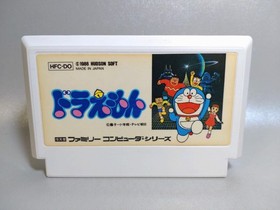 HFC-DO
©1986 HUDSON SOFT
MADE IN JAPAN
ドラえもん
ファミリー コンピュータ・シリーズ